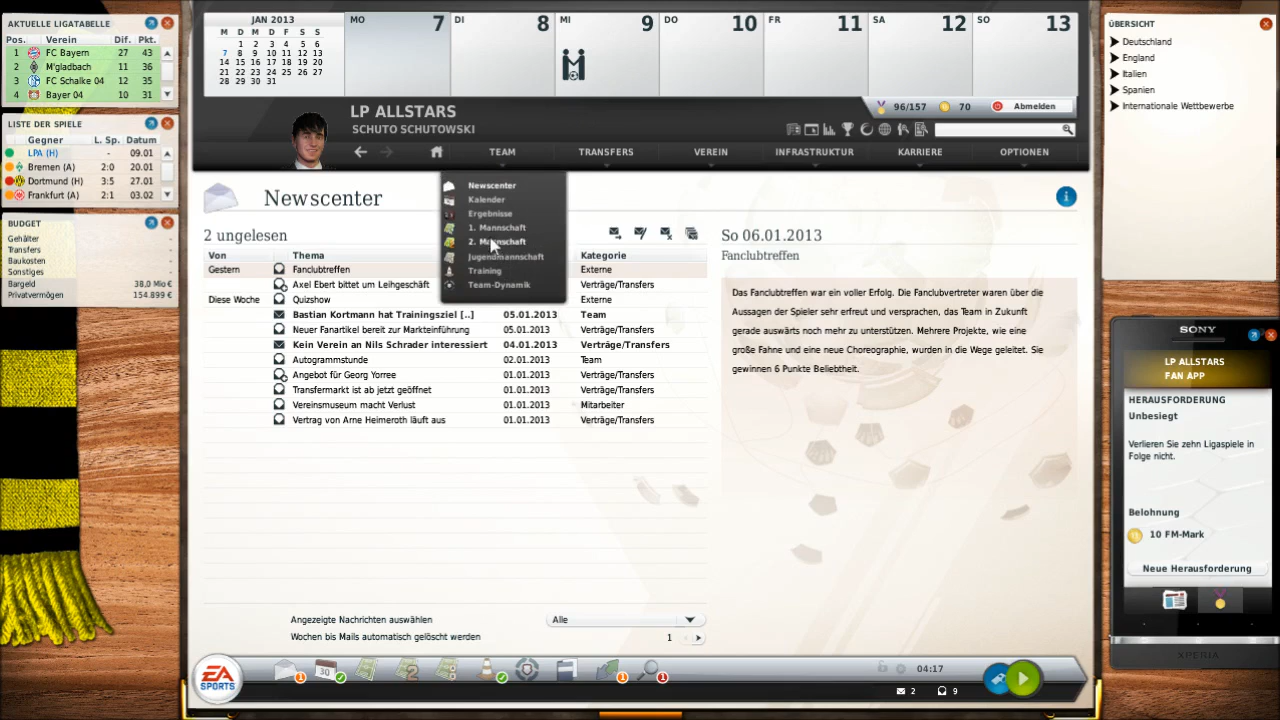 AKTUELLE LIGATABELLE
Pos. Verein Dif. Pkt.
1 FC Bayern 27 43
2 M'gladbach 11 36
3 FC Schalke 04 12 35
4 Bayer 04 10 31
LISTE DER SPIELE
Gegner L. Sp. Datum
LPA (H) - 09.01
Bremen (A) 2:0 20.01
Dortmund (H) 3:5 27.01
Frankfurt (A) 2:1 03.02
BUDGET
Gehälter -
Transfers -
Baukosten -
Sonstiges -
Bargeld 38,0 Mio €
Privatvermögen 154.899 €
JAN 2013
M D M D F S S
1 2 3 4 5 6
7 8 9 10 11 12 13
14 15 16 17 18 19 20
21 22 23 24 25 26 27
28 29 30 31
MO 7
DI 8
MI 9
DO 10
FR 11
SA 12
SO 13
LP ALLSTARS
SCHUTO SCHUTOWSKI
96/157 70 Abmelden
TEAM TRANSFERS VEREIN INFRASTRUKTUR KARRIERE OPTIONEN
Newscenter
Kalender
Ergebnisse
1. Mannschaft
2. Mannschaft
Jugendmannschaft
Training
Team-Dynamik
Newscenter
2 ungelesen
Von Thema Kategorie
Gestern Fanclubtreffen Externe
Axel Ebert bittet um Leihgeschäft Verträge/Transfers
Diese Woche Quizshow Externe
Bastian Kortmann hat Trainingsziel [..] 05.01.2013 Team
Neuer Fanartikel bereit zur Markteinführung 05.01.2013 Verträge/Transfers
Kein Verein an Nils Schrader interessiert 04.01.2013 Verträge/Transfers
Autogrammstunde 02.01.2013 Team
Angebot für Georg Yorree 01.01.2013 Verträge/Transfers
Transfermarkt ist ab jetzt geöffnet 01.01.2013 Verträge/Transfers
Vereinsmuseum macht Verlust 01.01.2013 Mitarbeiter
Vertrag von Arne Heimeroth läuft aus 01.01.2013 Verträge/Transfers
Angezeigte Nachrichten auswählen Alle
Wochen bis Mails automatisch gelöscht werden 1
So 06.01.2013
Fanclubtreffen
Das Fanclubtreffen war ein voller Erfolg. Die Fanclubvertreter waren über die
Aussagen der Spieler sehr erfreut und versprachen, das Team in Zukunft
gerade auswärts noch mehr zu unterstützen. Mehrere Projekte, wie eine
große Fahne und eine neue Choreographie, wurden in die Wege geleitet. Sie
gewinnen 6 Punkte Beliebtheit.
EA
SPORTS
30
1
2
1
1
04:17
2 9
ÜBERSICHT
Deutschland
England
Italien
Spanien
Internationale Wettbewerbe
SONY
LP ALLSTARS
FAN APP
HERAUSFORDERUNG
Unbesiegt
Verlieren Sie zehn Ligaspiele in
Folge nicht.
Belohnung
10 FM-Mark
Neue Herausforderung
XPERIA